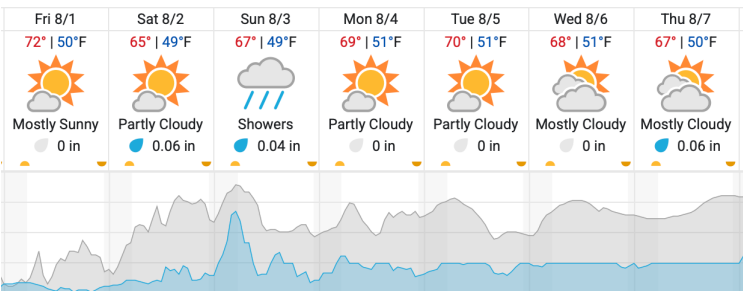 Fri 8/1 Sat 8/2 Sun 8/3 Mon 8/4 Tue 8/5 Wed 8/6 Thu 8/7
72° | 50°F 65° | 49°F 67° | 49°F 69° | 51°F 70° | 51°F 68° | 51°F 67° | 50°F
Mostly Sunny Partly Cloudy Showers Partly Cloudy Partly Cloudy Mostly Cloudy Mostly Cloudy
0 in 0.06 in 0.04 in 0 in 0 in 0 in 0.06 in